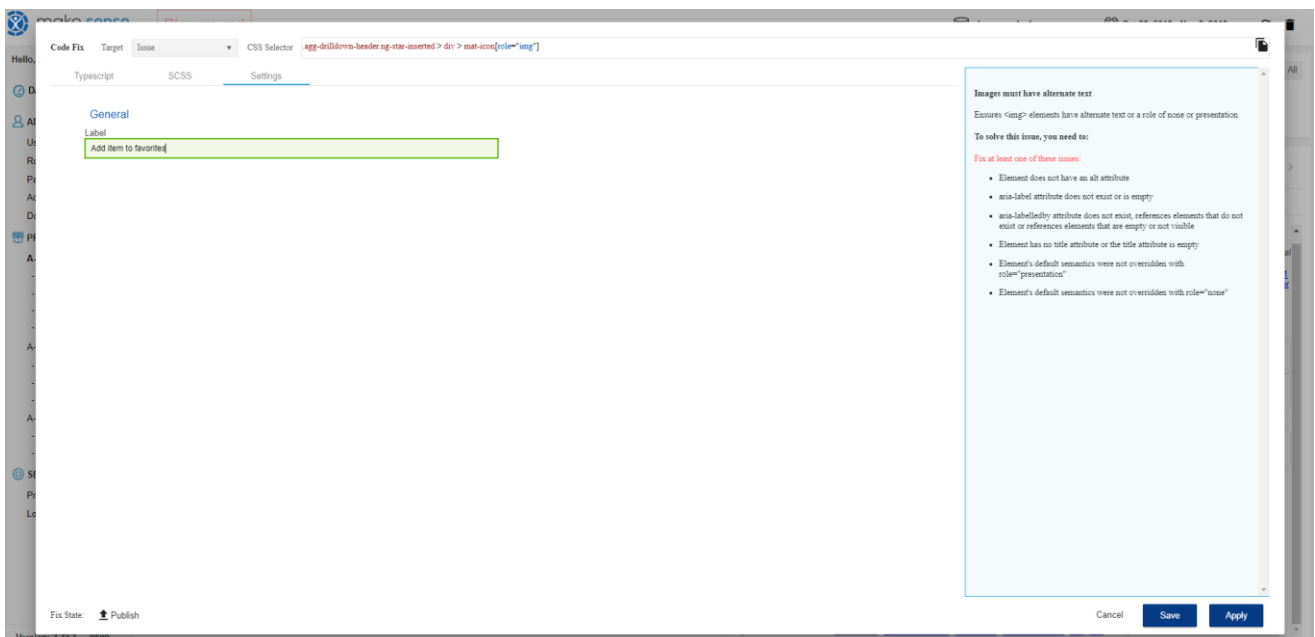 make sense
Code Fix Target Issue CSS Selector .agg-drilldown-header.ng-star-inserted > div > mat-icon[role="img"]
Hello,
All
Typescript SCSS Settings
General
Label
Add item to favorites
Images must have alternate text
Ensures <img> elements have alternate text or a role of none or presentation
To solve this issue, you need to:
Fix at least one of these issues:
• Element does not have an alt attribute
• aria-label attribute does not exist or is empty
• aria-labelledby attribute does not exist, references elements that do not
exist or references elements that are empty or not visible
• Element has no title attribute or the title attribute is empty
• Element's default semantics were not overridden with
role="presentation"
• Element's default semantics were not overridden with role="none"
Fix State: Publish
Cancel Save Apply